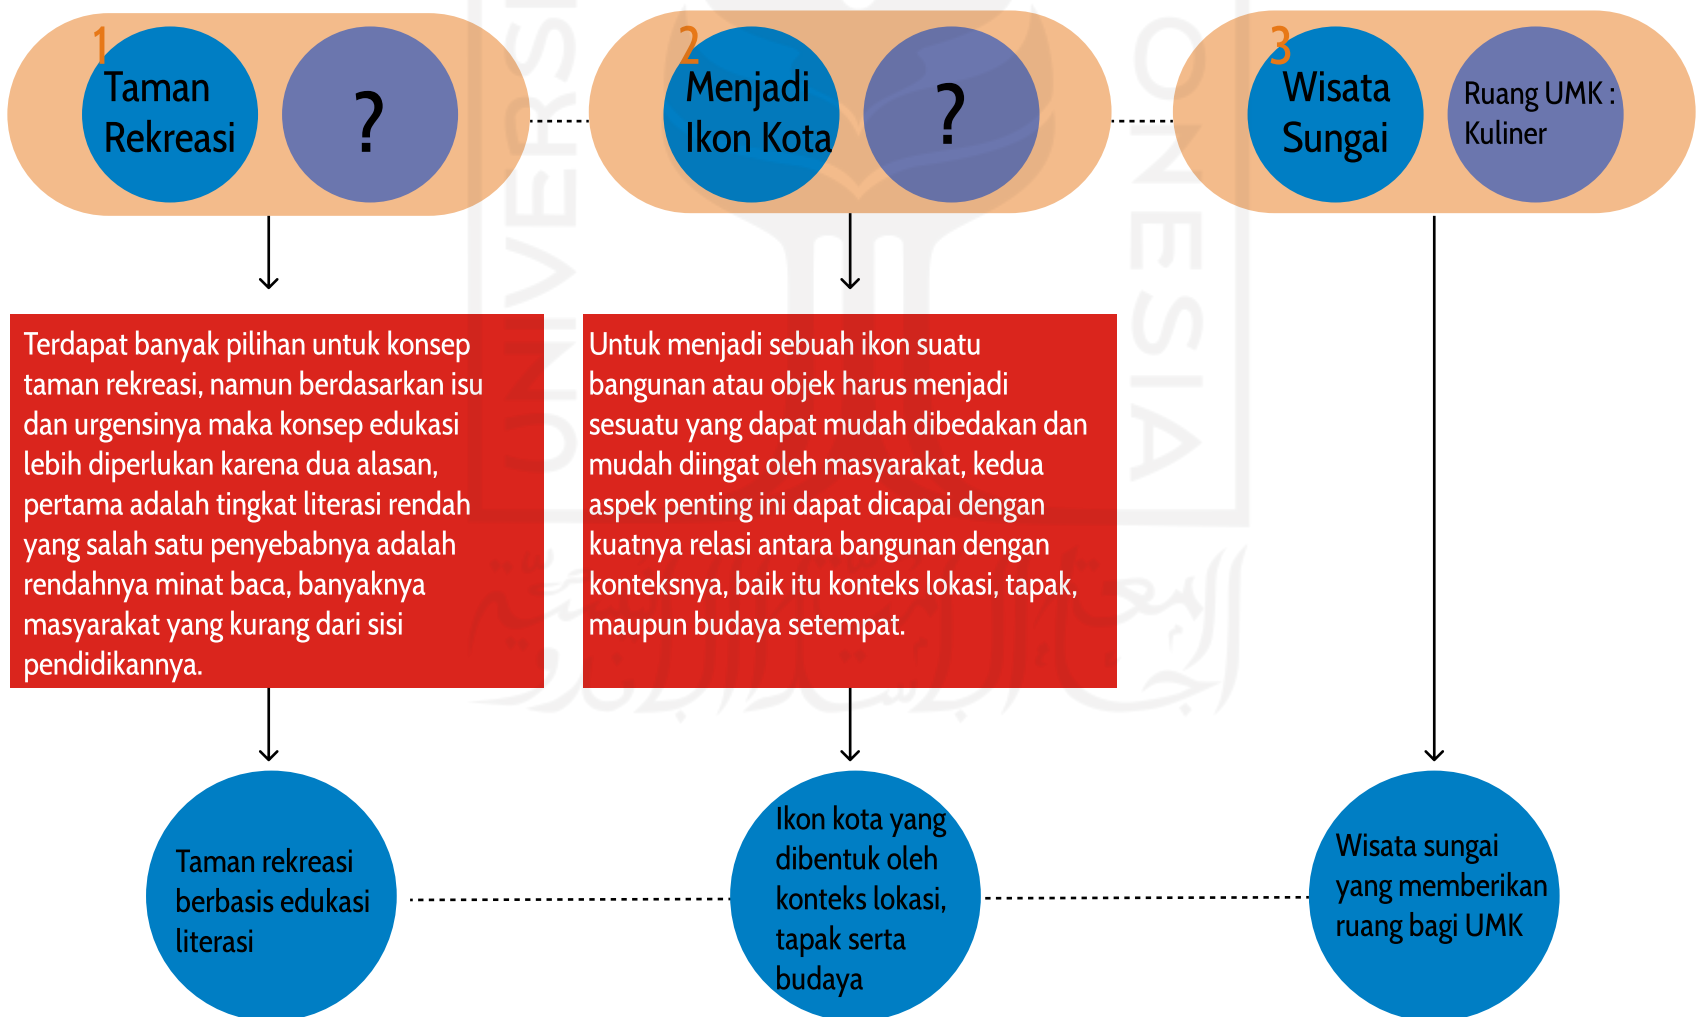 1
Taman
Rekreasi
?
2
Menjadi
Ikon Kota
?
3
Wisata
Sungai
Ruang UMK :
Kuliner
Terdapat banyak pilihan untuk konsep
taman rekreasi, namun berdasarkan isu
dan urgensinya maka konsep edukasi
lebih diperlukan karena dua alasan,
pertama adalah tingkat literasi rendah
yang salah satu penyebabnya adalah
rendahnya minat baca, banyaknya
masyarakat yang kurang dari sisi
pendidikannya.
Untuk menjadi sebuah ikon suatu
bangunan atau objek harus menjadi
sesuatu yang dapat mudah dibedakan dan
mudah diingat oleh masyarakat, kedua
aspek penting ini dapat dicapai dengan
kuatnya relasi antara bangunan dengan
konteksnya, baik itu konteks lokasi, tapak,
maupun budaya setempat.
Taman rekreasi
berbasis edukasi
literasi
Ikon kota yang
dibentuk oleh
konteks lokasi,
tapak serta
budaya
Wisata sungai
yang memberikan
ruang bagi UMK
UNIVERSI
ONESIA